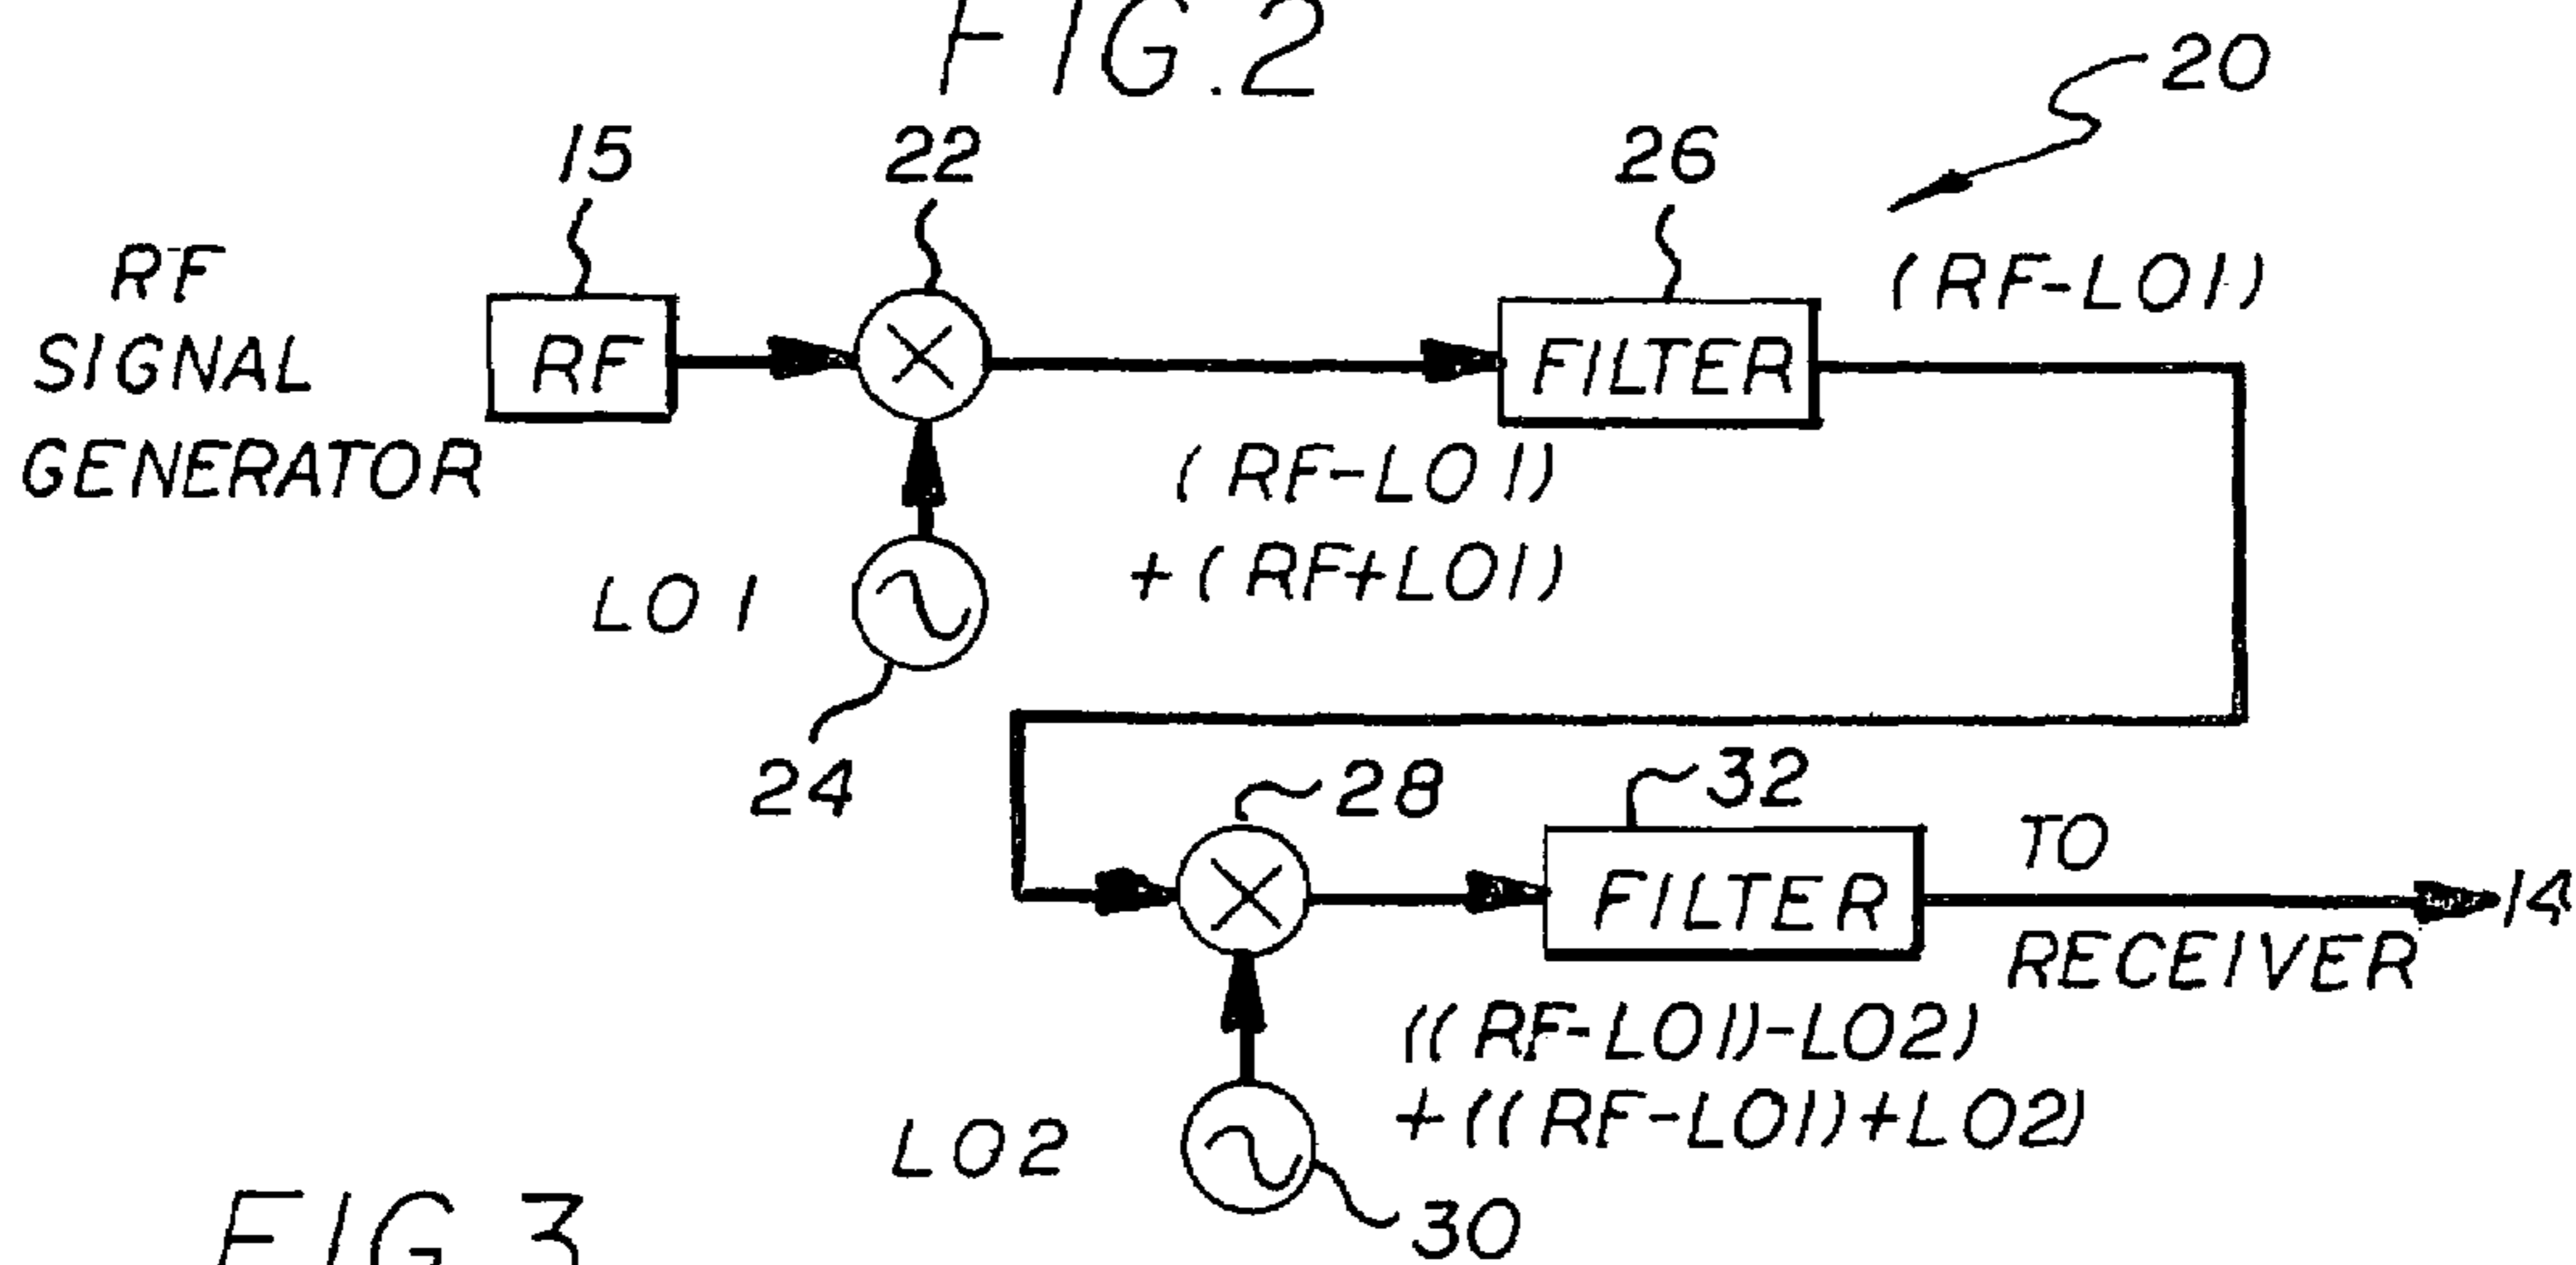 FIG.2
20
15
22
26
RF
SIGNAL
GENERATOR
RF
FILTER
(RF-LO1)
(RF-LO1)
+(RF+LO1)
LO1
24
28
32
FILTER
TO
RECEIVER
14
((RF-LO1)-LO2)
+((RF-LO1)+LO2)
LO2
30
FIG.3